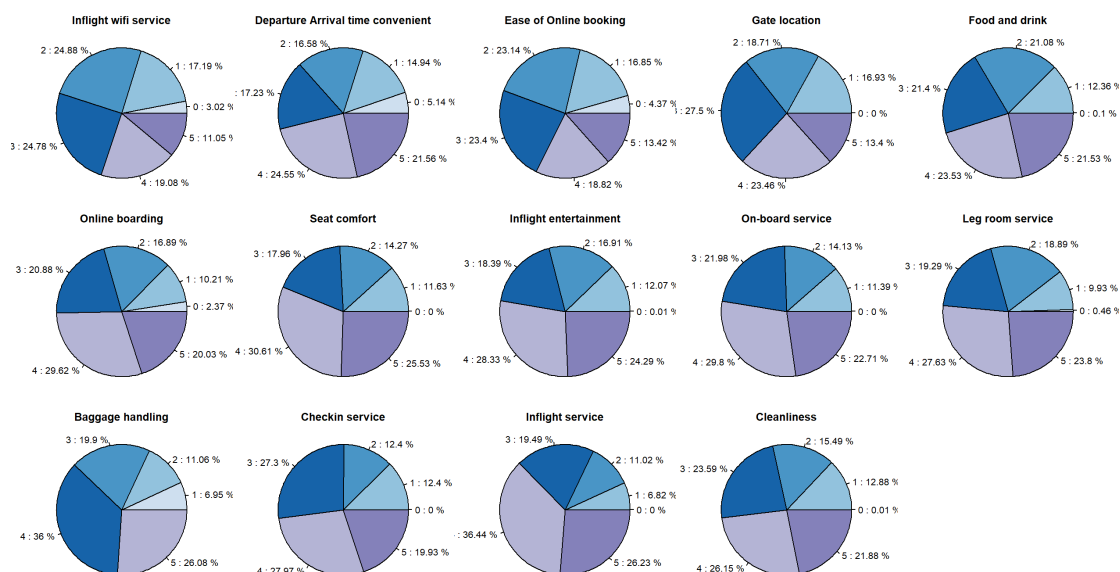 Inflight wifi service
2 : 24.88 %
1 : 17.19 %
0 : 3.02 %
3 : 24.78 %
5 : 11.05 %
4 : 19.08 %
Departure Arrival time convenient
2 : 16.58 %
1 : 14.94 %
: 17.23 %
0 : 5.14 %
5 : 21.56 %
4 : 24.55 %
Ease of Online booking
2 : 23.14 %
1 : 16.85 %
0 : 4.37 %
3 : 23.4 %
5 : 13.42 %
4 : 18.82 %
Gate location
2 : 18.71 %
1 : 16.93 %
: 27.5 %
0 : 0 %
5 : 13.4 %
4 : 23.46 %
Food and drink
2 : 21.08 %
1 : 12.36 %
3 : 21.4 %
0 : 0.1 %
5 : 21.53 %
4 : 23.53 %
Online boarding
2 : 16.89 %
3 : 20.88 %
1 : 10.21 %
0 : 2.37 %
5 : 20.03 %
4 : 29.62 %
Seat comfort
2 : 14.27 %
3 : 17.96 %
1 : 11.63 %
0 : 0 %
4 : 30.61 %
5 : 25.53 %
Inflight entertainment
2 : 16.91 %
3 : 18.39 %
1 : 12.07 %
0 : 0.01 %
4 : 28.33 %
5 : 24.29 %
On-board service
2 : 14.13 %
3 : 21.98 %
1 : 11.39 %
0 : 0 %
5 : 22.71 %
4 : 29.8 %
Leg room service
2 : 18.89 %
3 : 19.29 %
1 : 9.93 %
0 : 0.46 %
5 : 23.8 %
4 : 27.63 %
Baggage handling
3 : 19.9 %
2 : 11.06 %
1 : 6.95 %
4 : 36 %
5 : 26.08 %
Checkin service
2 : 12.4 %
3 : 27.3 %
1 : 12.4 %
0 : 0 %
5 : 19.93 %
4 : 27.97 %
Inflight service
3 : 19.49 %
2 : 11.02 %
1 : 6.82 %
0 : 0 %
: 36.44 %
5 : 26.23 %
Cleanliness
2 : 15.49 %
3 : 23.59 %
1 : 12.88 %
0 : 0.01 %
5 : 21.88 %
4 : 26.15 %